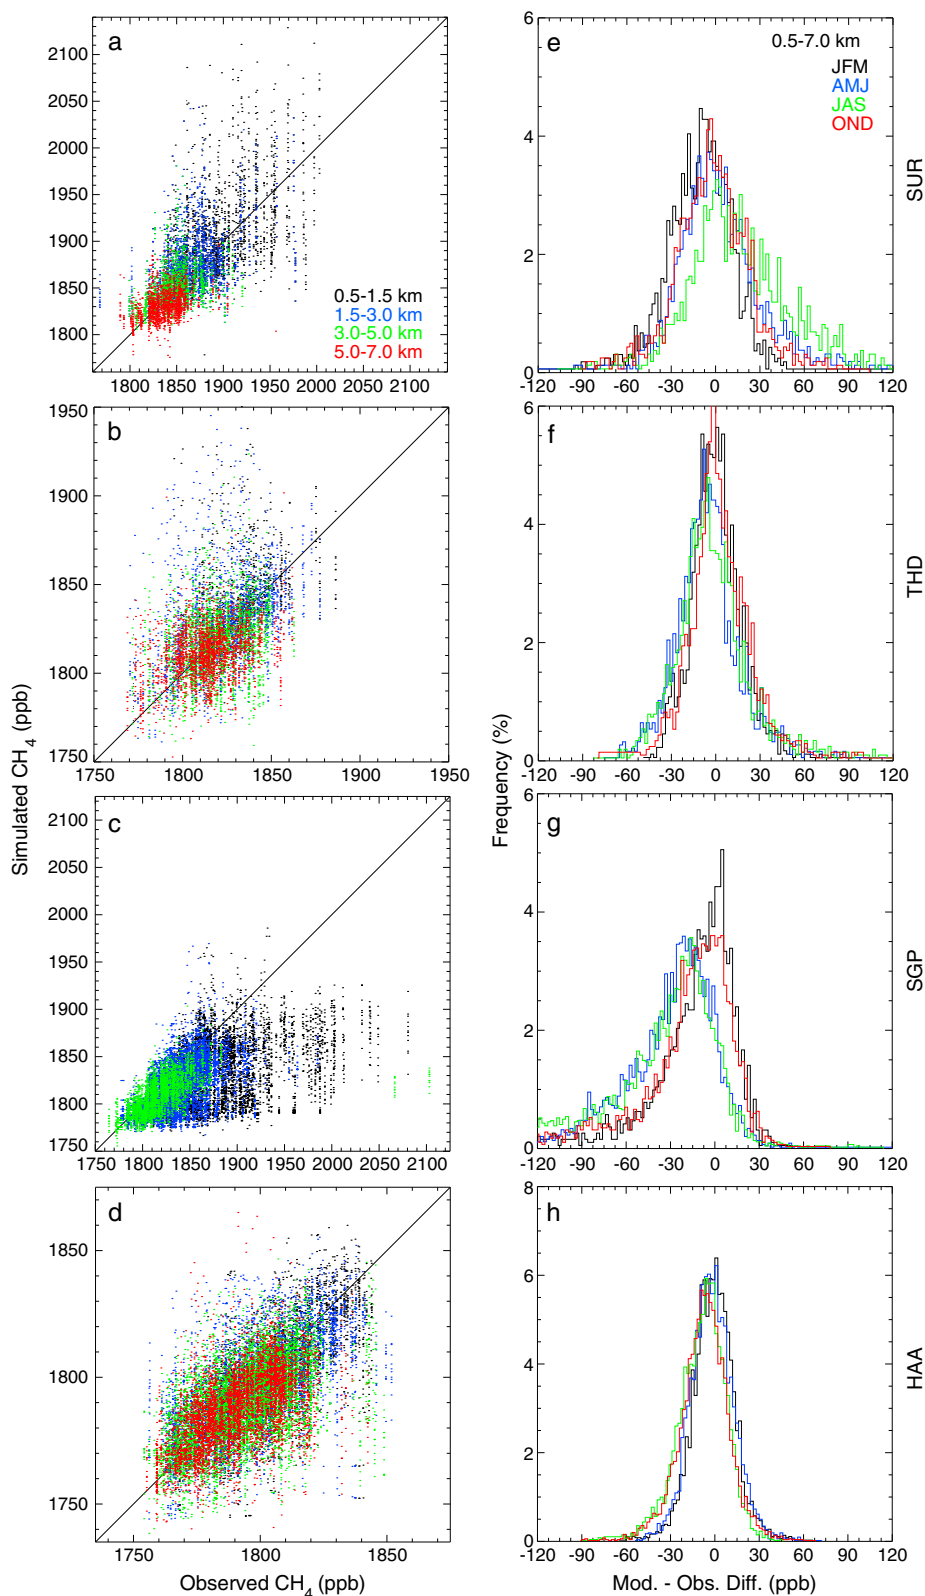 a
2100
2050
2000
1950
1900
1850
1800
0.5-1.5 km
1.5-3.0 km
3.0-5.0 km
5.0-7.0 km
1800 1850 1900 1950 2000 2050 2100
e
0.5-7.0 km
JFM
AMJ
JAS
OND
6
4
2
0
-120 -90 -60 -30 0 30 60 90 120
SUR
b
1950
1900
1850
1800
1750
1750 1800 1850 1900 1950
f
6
4
2
0
-120 -90 -60 -30 0 30 60 90 120
THD
Simulated CH4 (ppb)
Frequency (%)
c
2100
2050
2000
1950
1900
1850
1800
1750
1750 1800 1850 1900 1950 2000 2050 2100
g
6
4
2
0
-120 -90 -60 -30 0 30 60 90 120
SGP
d
1850
1800
1750
1750 1800 1850
Observed CH4 (ppb)
h
8
6
4
2
0
-120 -90 -60 -30 0 30 60 90 120
Mod. - Obs. Diff. (ppb)
HAA